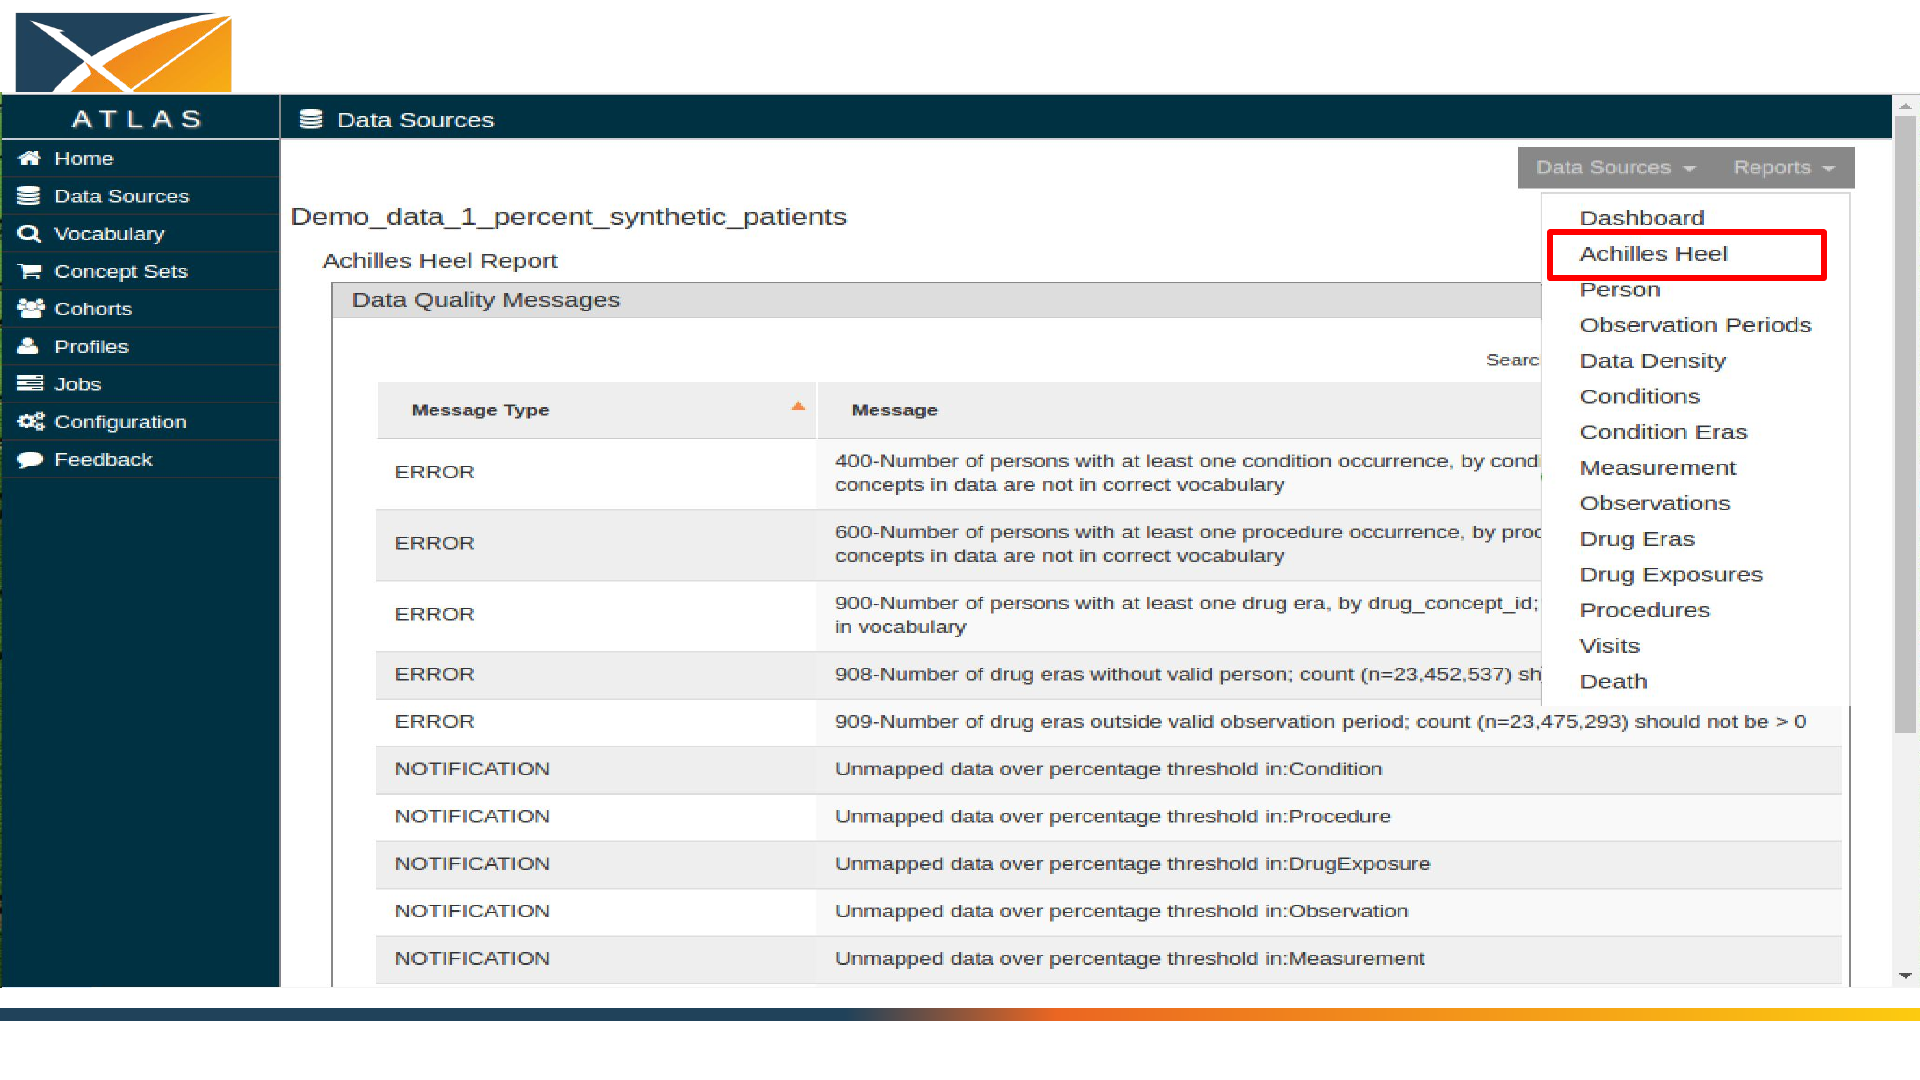 ATLAS
Data Sources
Home
Data Sources
Vocabulary
Concept Sets
Cohorts
Profiles
Jobs
Configuration
Feedback
Data Sources
Reports
Demo_data_1_percent_synthetic_patients
Achilles Heel Report
Data Quality Messages
Dashboard
Achilles Heel
Person
Observation Periods
Data Density
Conditions
Condition Eras
Measurement
Observations
Drug Eras
Drug Exposures
Procedures
Visits
Death
Message Type
Message
ERROR
400-Number of persons with at least one condition occurrence, by
concepts in data are not in correct vocabulary
ERROR
600-Number of persons with at least one procedure occurrence, by
concepts in data are not in correct vocabulary
ERROR
900-Number of persons with at least one drug era, by drug_concept_id;
in vocabulary
ERROR
908-Number of drug eras without valid person; count (n=23,452,537)
ERROR
909-Number of drug eras outside valid observation period; count (n=23,475,293) should not be > 0
NOTIFICATION
Unmapped data over percentage threshold in:Condition
NOTIFICATION
Unmapped data over percentage threshold in:Procedure
NOTIFICATION
Unmapped data over percentage threshold in:DrugExposure
NOTIFICATION
Unmapped data over percentage threshold in:Observation
NOTIFICATION
Unmapped data over percentage threshold in:Measurement